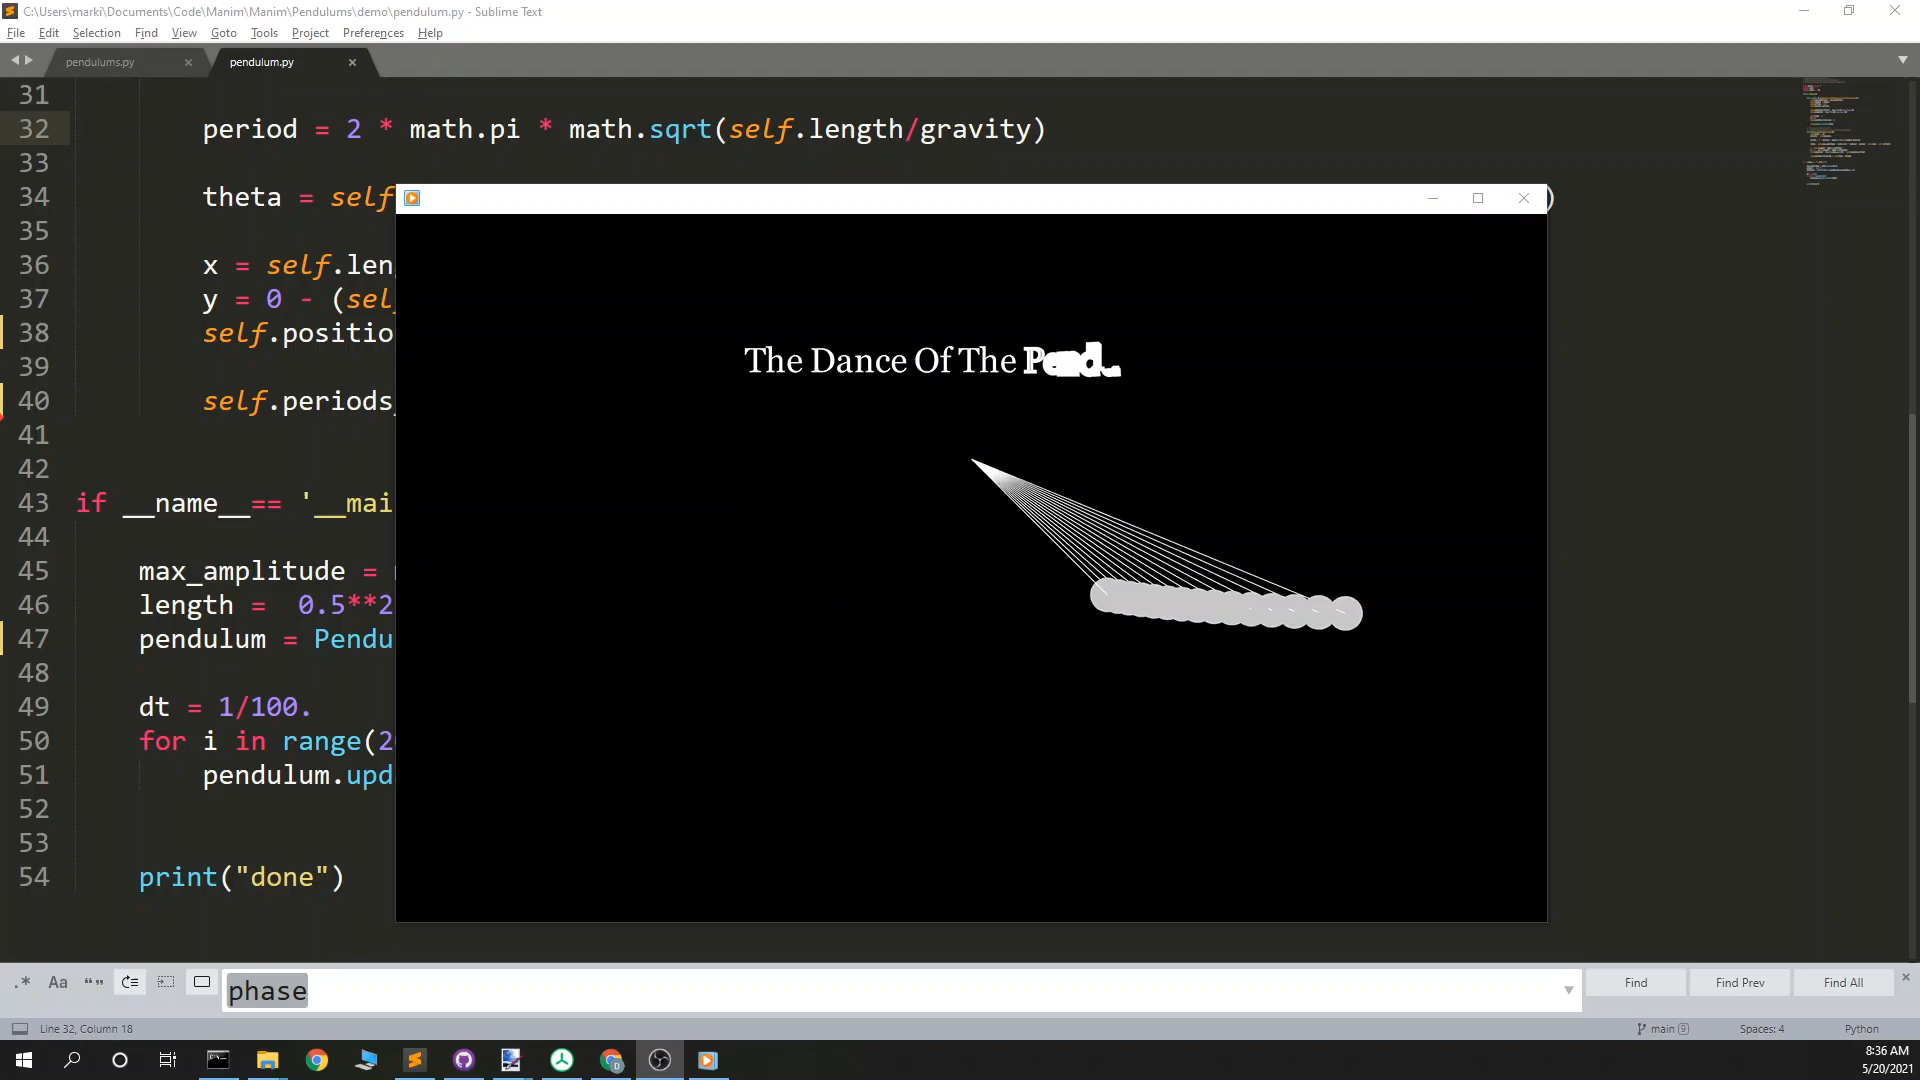 C:\Users\marki\Documents\Code\Manim\Manim\Pendulums\demo\pendulum.py - Sublime Text
File Edit Selection Find View Goto Tools Project Preferences Help
pendulums.py pendulum.py
31
32 period = 2 * math.pi * math.sqrt(self.length/gravity)
33
34 theta = self )
35
36 x = self.len
37 y = 0 - (sel
38 self.positio
39
40 self.periods_
41
42
43 if __name__== '__mai
44
45 max_amplitude =
46 length = 0.5**2
47 pendulum = Pendu
48
49 dt = 1/100.
50 for i in range(2
51 pendulum.upd
52
53
54 print("done")
The Dance Of The Pend
.* Aa “” phase Find Find Prev Find All
Line 32, Column 18 main 9 Spaces: 4 Python
8:36 AM
5/20/2021